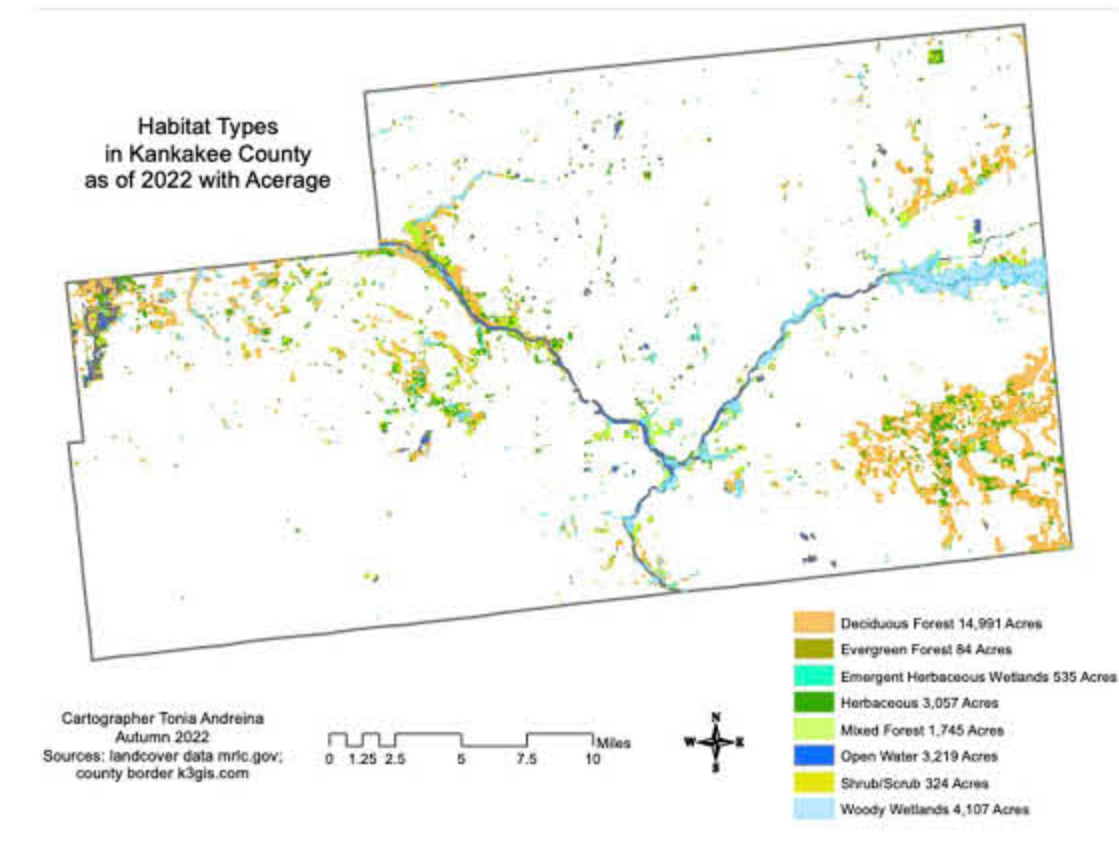 Habitat Types
in Kankakee County
as of 2022 with Acerage
Deciduous Forest 14,991 Acres
Evergreen Forest 84 Acres
Emergent Herbaceous Wetlands 535 Acres
Herbaceous 3,057 Acres
Mixed Forest 1,745 Acres
Open Water 3,219 Acres
Shrub/Scrub 324 Acres
Woody Wetlands 4,107 Acres
Cartographer Tonia Andreina
Autumn 2022
Sources: landcover data mrlc.gov;
county border k3gis.com
Miles
0 1.25 2.5 5 7.5 10
N
W E
S